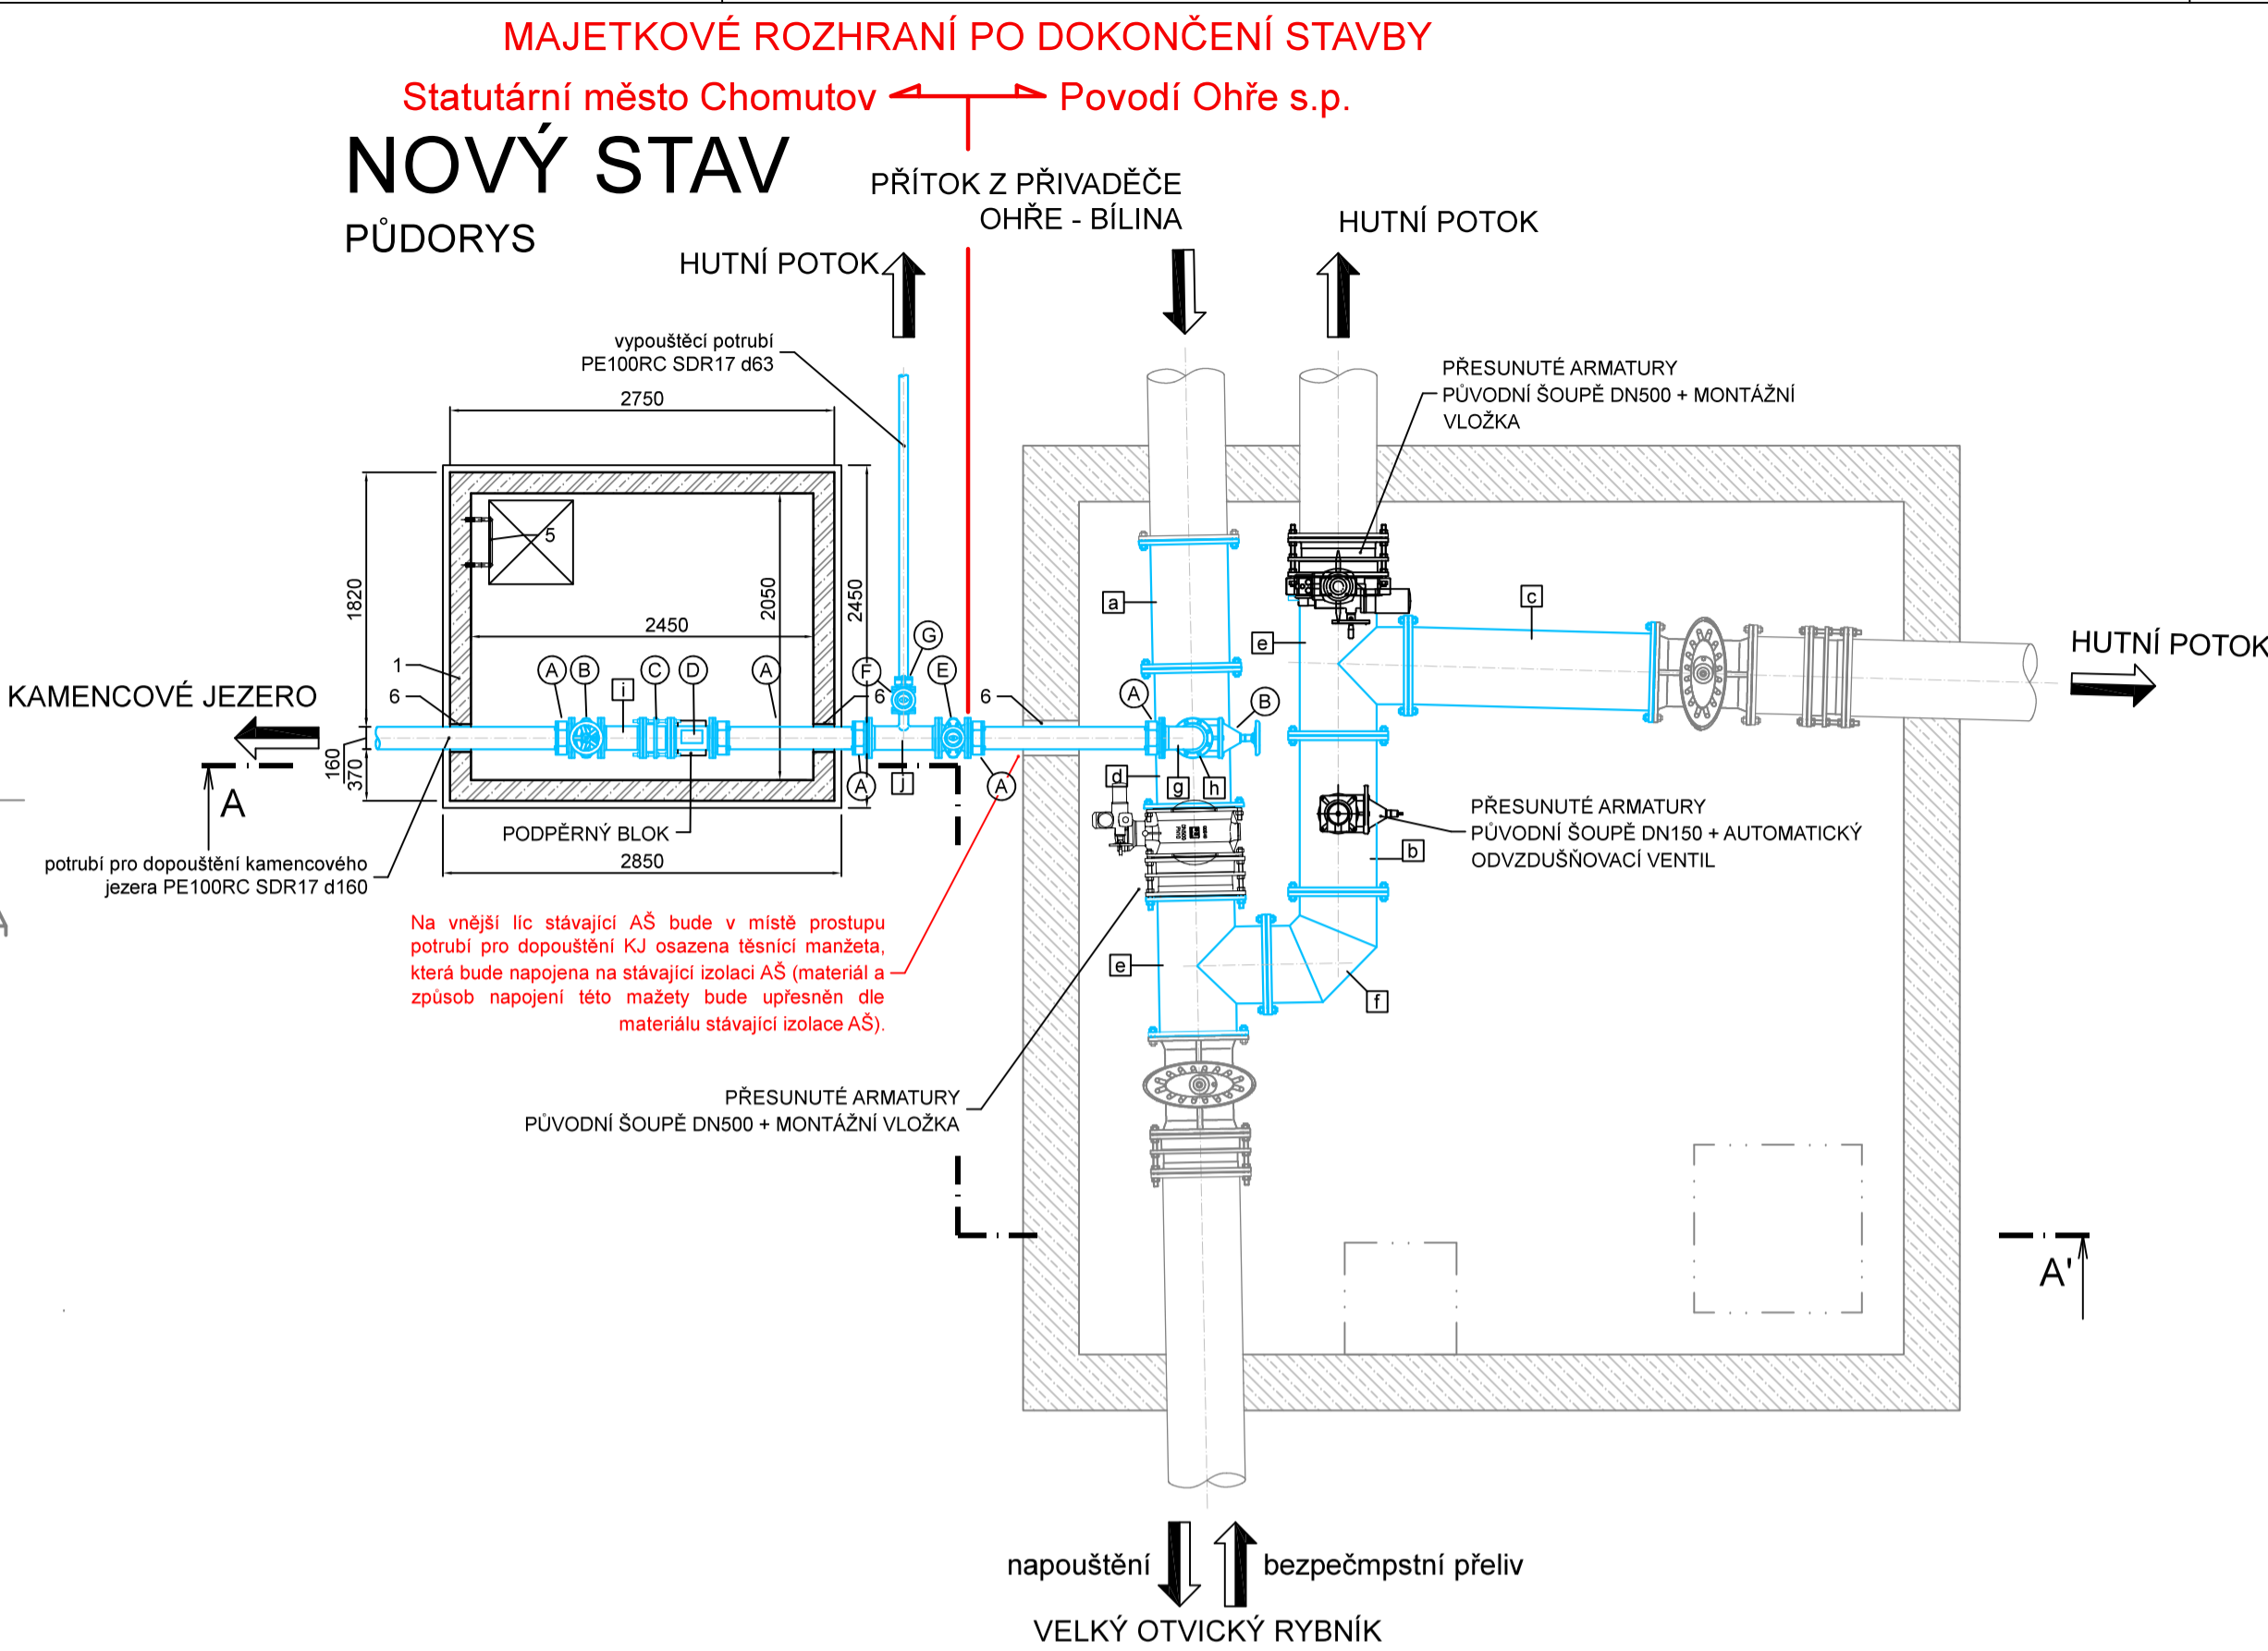 MAJETKOVÉ ROZHRANÍ PO DOKONČENÍ STAVBY
Statutární město Chomutov
Povodí Ohře s.p.
NOVÝ STAV
PŮDORYS
PŘÍTOK Z PŘIVADĚČE
OHŘE - BÍLINA
HUTNÍ POTOK
HUTNÍ POTOK
vypouštěcí potrubí
PE100RC SDR17 d63
PŘESUNUTÉ ARMATURY
PŮVODNÍ ŠOUPĚ DN500 + MONTÁŽNÍ
VLOŽKA
2750
5
1820
2050
2450
2450
a
c
e
HUTNÍ POTOK
KAMENCOVÉ JEZERO
1
6
A
B
i
C
D
A
F
G
E
6
6
A
B
160
370
A
A
j
A
d
g
h
PODPĚRNÝ BLOK
2850
potrubí pro dopouštění kamencového
jezera PE100RC SDR17 d160
PŘESUNUTÉ ARMATURY
PŮVODNÍ ŠOUPĚ DN150 + AUTOMATICKÝ
ODVZDUŠŇOVACÍ VENTIL
b
Na vnější líc stávající AŠ bude v místě prostupu
potrubí pro dopouštění KJ osazena těsnící manžeta,
která bude napojena na stávající izolaci AŠ (materiál a
způsob napojení této mažety bude upřesněn dle
materiálu stávající izolace AŠ).
e
f
PŘESUNUTÉ ARMATURY
PŮVODNÍ ŠOUPĚ DN500 + MONTÁŽNÍ VLOŽKA
A'
napouštění
bezpečmpstní přeliv
VELKÝ OTVICKÝ RYBNÍK